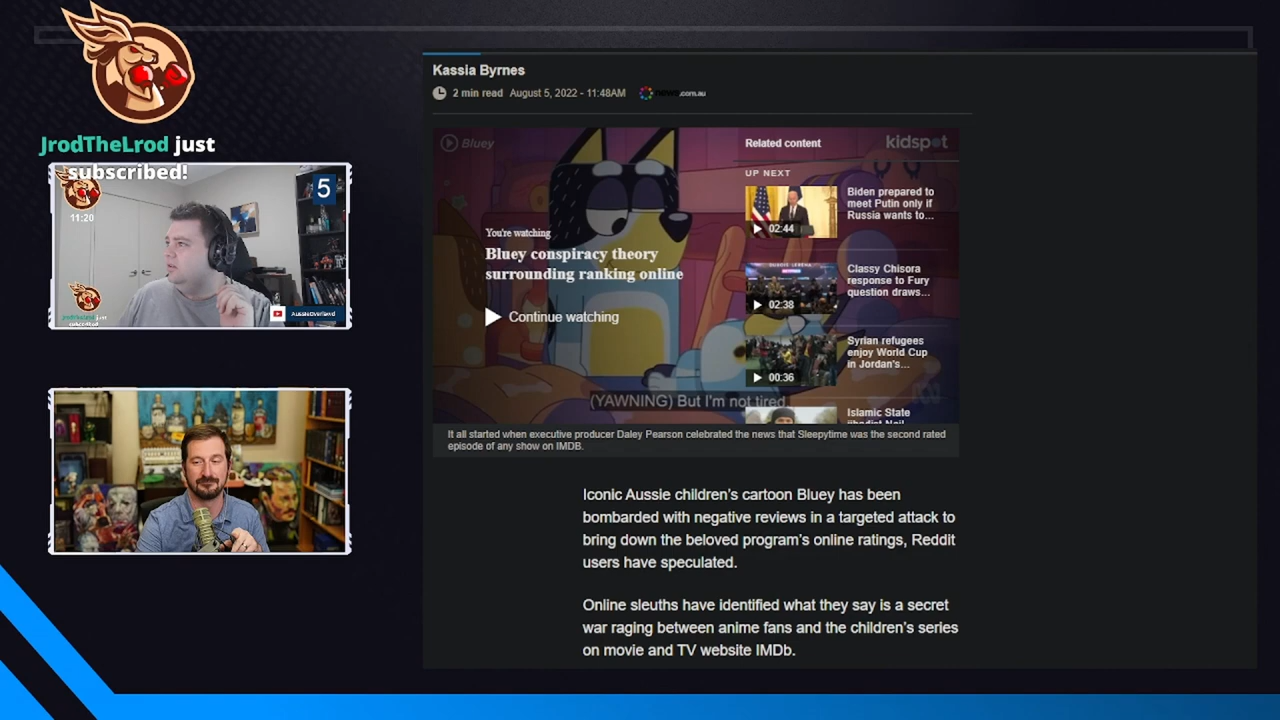 JrodTheLrod just
subscribed!
5
11:20
JrodTheLrod just
subscribed!
AussieOverlawd
Kassia Byrnes
2 min read August 5, 2022 - 11:48AM news.com.au
Bluey
Related content
kidspot
UP NEXT
You're watching
Bluey conspiracy theory
surrounding ranking online
Continue watching
02:44
Biden prepared to
meet Putin only if
Russia wants to...
02:38
Classy Chisora
response to Fury
question draws...
00:36
Syrian refugees
enjoy World Cup
in Jordan's...
Islamic State
(YAWNING) But I'm not tired.
It all started when executive producer Daley Pearson celebrated the news that Sleepytime was the second rated
episode of any show on IMDB.
Iconic Aussie children's cartoon Bluey has been
bombarded with negative reviews in a targeted attack to
bring down the beloved program's online ratings, Reddit
users have speculated.
Online sleuths have identified what they say is a secret
war raging between anime fans and the children's series
on movie and TV website IMDb.